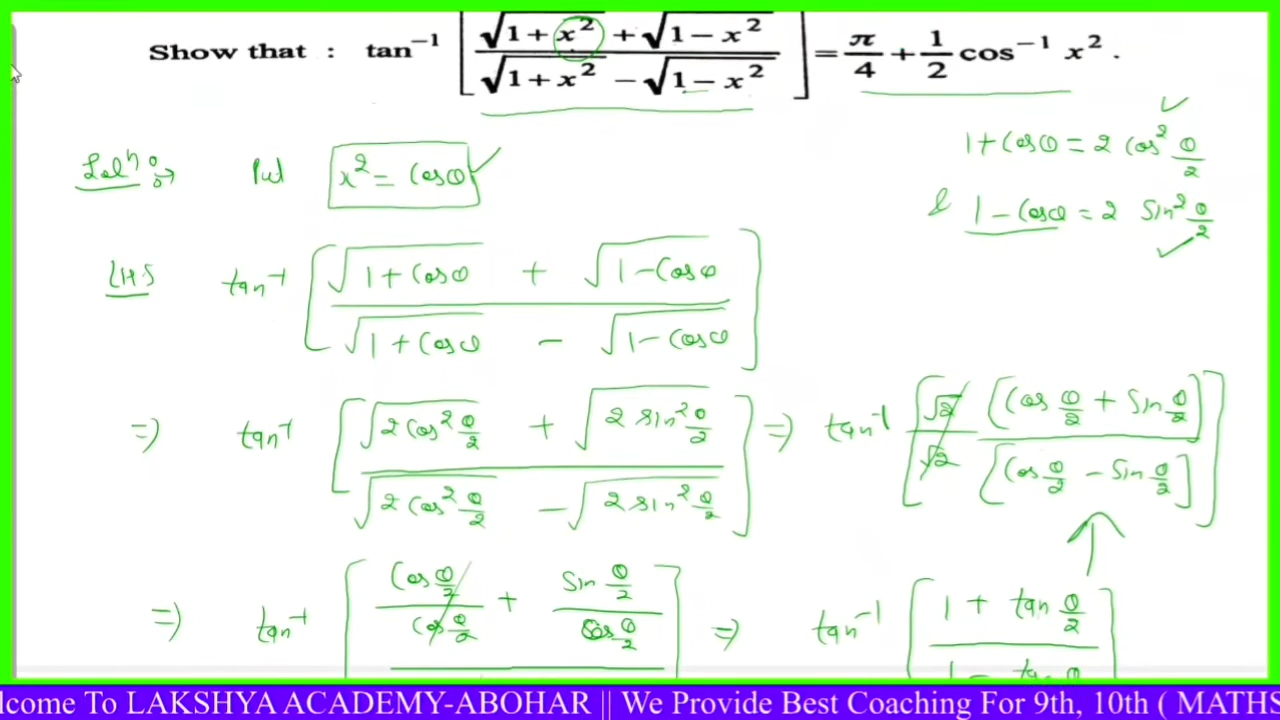 Show that : tan⁻¹ [ (√1 + x² + √1 − x²) / (√1 + x² − √1 − x²) ] = π/4 + 1/2 cos⁻¹ x² .
Solⁿ :→ Put x² = Cosθ ✓
1 + Cosθ = 2 Cos² θ/2 ✓
& 1 − Cosθ = 2 Sin² θ/2 ✓
LHS tan⁻¹ [ (√1 + Cosθ + √1 − Cosθ) / (√1 + Cosθ − √1 − Cosθ) ]
⇒ tan⁻¹ [ (√2 Cos² θ/2 + √2 sin² θ/2) / (√2 Cos² θ/2 − √2 sin² θ/2) ] ⇒ tan⁻¹ [ √2 (Cos θ/2 + Sin θ/2) / √2 (Cos θ/2 − Sin θ/2) ]
⇒ tan⁻¹ [ Cos θ/2 / Cos θ/2 + Sin θ/2 / Cos θ/2 ] ⇒ tan⁻¹ [ (1 + tan θ/2) / (1 − tan θ
lcome To LAKSHYA ACADEMY-ABOHAR || We Provide Best Coaching For 9th, 10th ( MATHS